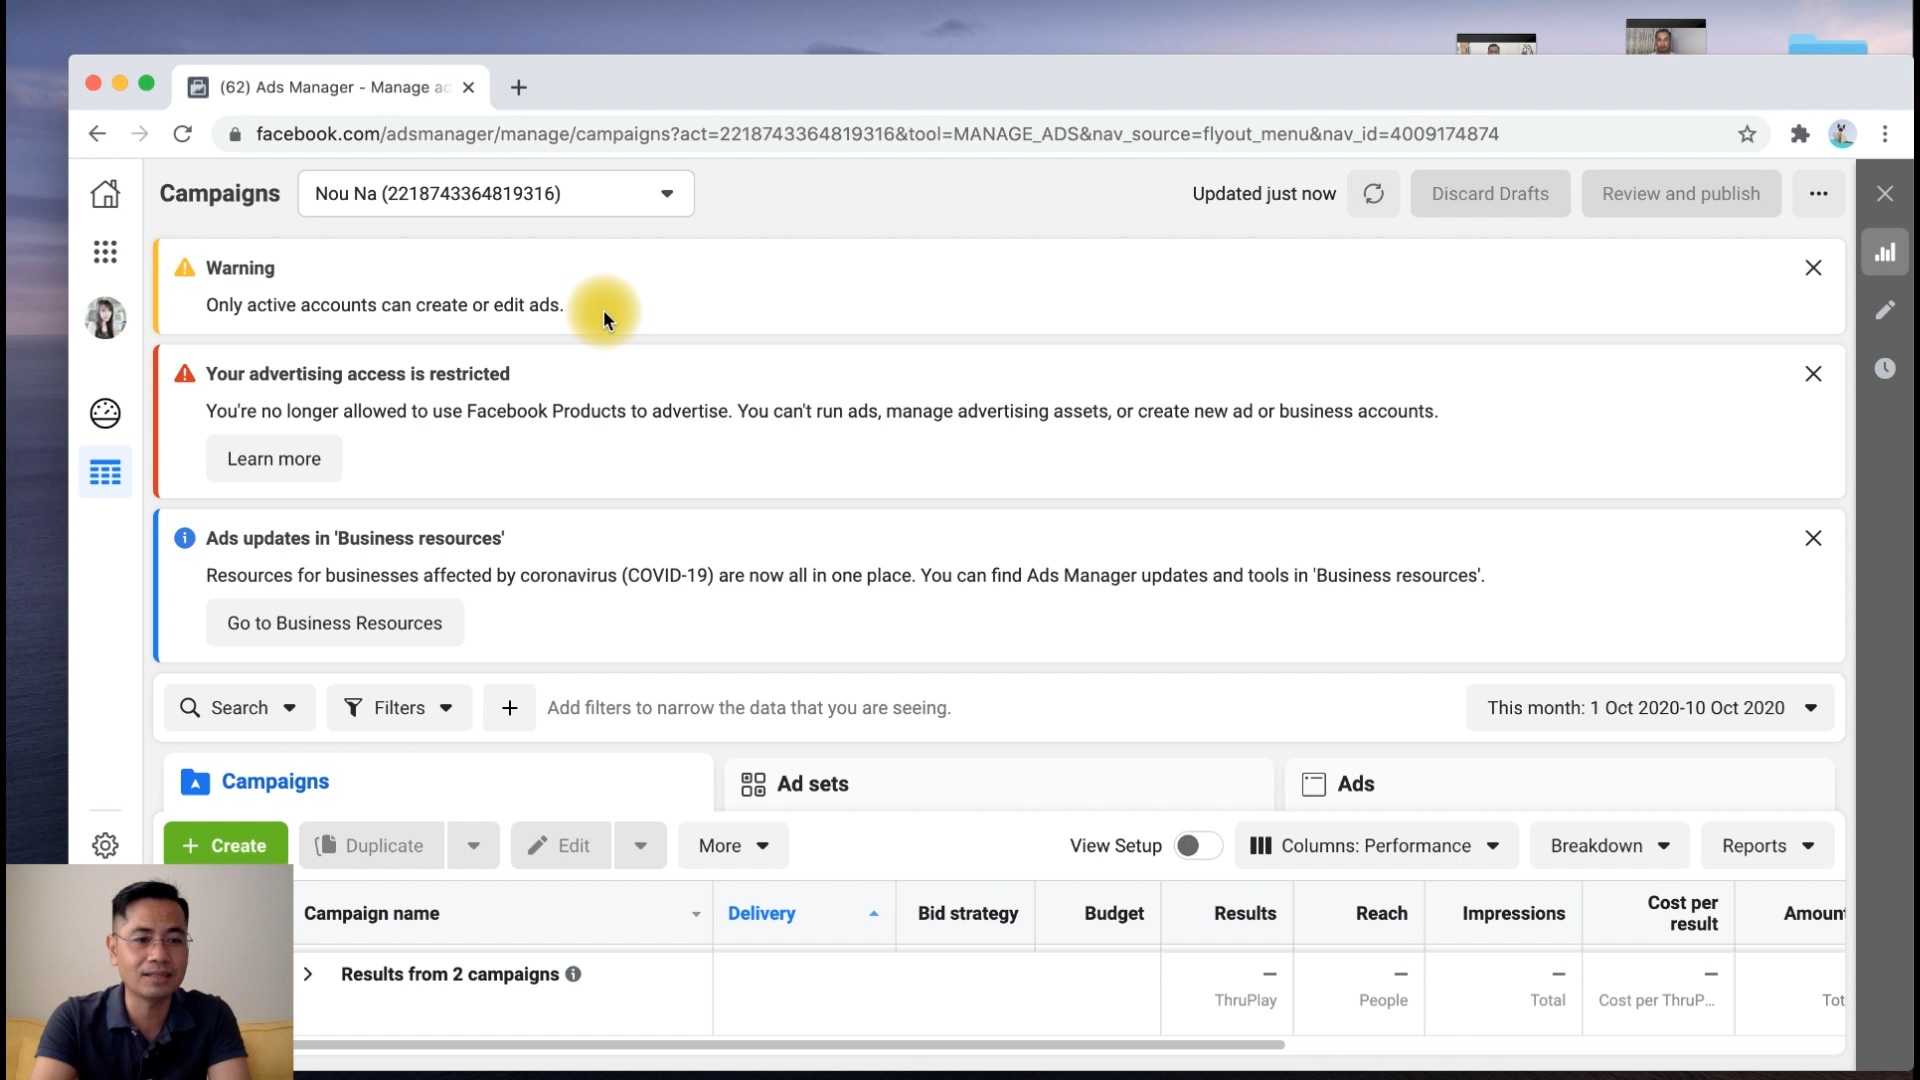 (62) Ads Manager - Manage ad
facebook.com/adsmanager/manage/campaigns?act=2218743364819316&tool=MANAGE_ADS&nav_source=flyout_menu&nav_id=4009174874
Campaigns
Nou Na (2218743364819316)
Updated just now
Discard Drafts
Review and publish
Warning
Only active accounts can create or edit ads.
Your advertising access is restricted
You're no longer allowed to use Facebook Products to advertise. You can't run ads, manage advertising assets, or create new ad or business accounts.
Learn more
Ads updates in 'Business resources'
Resources for businesses affected by coronavirus (COVID-19) are now all in one place. You can find Ads Manager updates and tools in 'Business resources'.
Go to Business Resources
Search
Filters
Add filters to narrow the data that you are seeing.
This month: 1 Oct 2020-10 Oct 2020
Campaigns
Ad sets
Ads
+ Create
Duplicate
Edit
More
View Setup
Columns: Performance
Breakdown
Reports
Campaign name
Delivery
Bid strategy
Budget
Results
Reach
Impressions
Cost per
result
Amount
Results from 2 campaigns
—
—
—
—
ThruPlay
People
Total
Cost per ThruP...
Tot